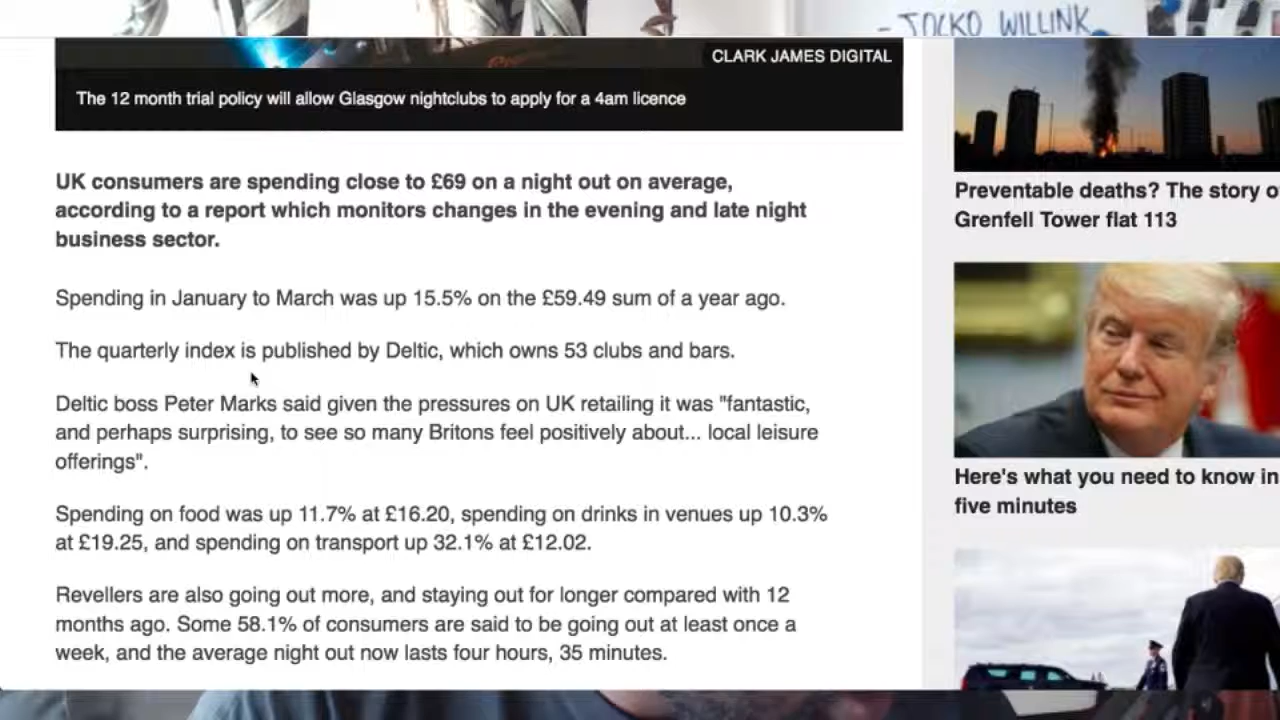 - JOCKO WILLINK
CLARK JAMES DIGITAL
The 12 month trial policy will allow Glasgow nightclubs to apply for a 4am licence
UK consumers are spending close to £69 on a night out on average,
according to a report which monitors changes in the evening and late night
business sector.
Spending in January to March was up 15.5% on the £59.49 sum of a year ago.
The quarterly index is published by Deltic, which owns 53 clubs and bars.
Deltic boss Peter Marks said given the pressures on UK retailing it was "fantastic,
and perhaps surprising, to see so many Britons feel positively about... local leisure
offerings".
Spending on food was up 11.7% at £16.20, spending on drinks in venues up 10.3%
at £19.25, and spending on transport up 32.1% at £12.02.
Revellers are also going out more, and staying out for longer compared with 12
months ago. Some 58.1% of consumers are said to be going out at least once a
week, and the average night out now lasts four hours, 35 minutes.
Preventable deaths? The story o
Grenfell Tower flat 113
Here's what you need to know in
five minutes